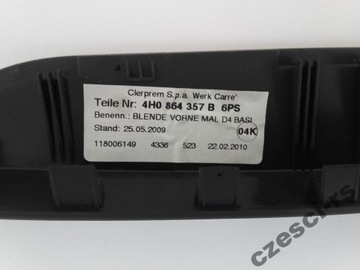 Clerprem S.p.a. Werk Carre'
Teile Nr: 4H0 864 357 B 6PS
Benenn.: BLENDE VORNE MAL D4 BASI
Stand: 25.05.2009 04K
118006149 4336 523 22.02.2010
czesci-rs